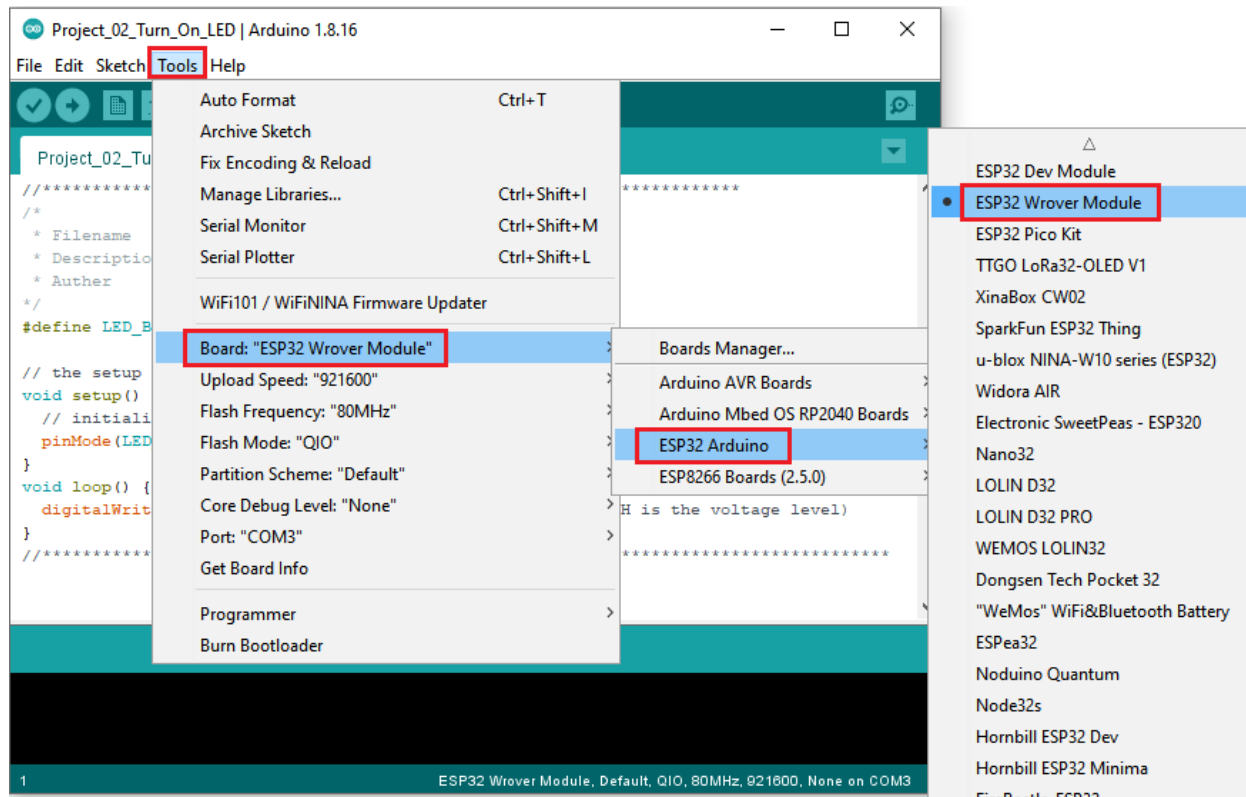 Project_02_Turn_On_LED | Arduino 1.8.16
File Edit Sketch Tools Help
Project_02_Tu
//***********
/*
* Filename
* Descriptio
* Auther
*/
#define LED_B
// the setup
void setup()
// initiali
pinMode(LED
}
void loop() {
digitalWrit
}
//***********
************
H is the voltage level)
***************************
Auto Format Ctrl+T
Archive Sketch
Fix Encoding & Reload
Manage Libraries... Ctrl+Shift+I
Serial Monitor Ctrl+Shift+M
Serial Plotter Ctrl+Shift+L
WiFi101 / WiFiNINA Firmware Updater
Board: "ESP32 Wrover Module"
Upload Speed: "921600"
Flash Frequency: "80MHz"
Flash Mode: "QIO"
Partition Scheme: "Default"
Core Debug Level: "None"
Port: "COM3"
Get Board Info
Programmer
Burn Bootloader
Boards Manager...
Arduino AVR Boards
Arduino Mbed OS RP2040 Boards
ESP32 Arduino
ESP8266 Boards (2.5.0)
ESP32 Dev Module
ESP32 Wrover Module
ESP32 Pico Kit
TTGO LoRa32-OLED V1
XinaBox CW02
SparkFun ESP32 Thing
u-blox NINA-W10 series (ESP32)
Widora AIR
Electronic SweetPeas - ESP320
Nano32
LOLIN D32
LOLIN D32 PRO
WEMOS LOLIN32
Dongsen Tech Pocket 32
"WeMos" WiFi&Bluetooth Battery
ESPea32
Noduino Quantum
Node32s
Hornbill ESP32 Dev
Hornbill ESP32 Minima
1 ESP32 Wrover Module, Default, QIO, 80MHz, 921600, None on COM3